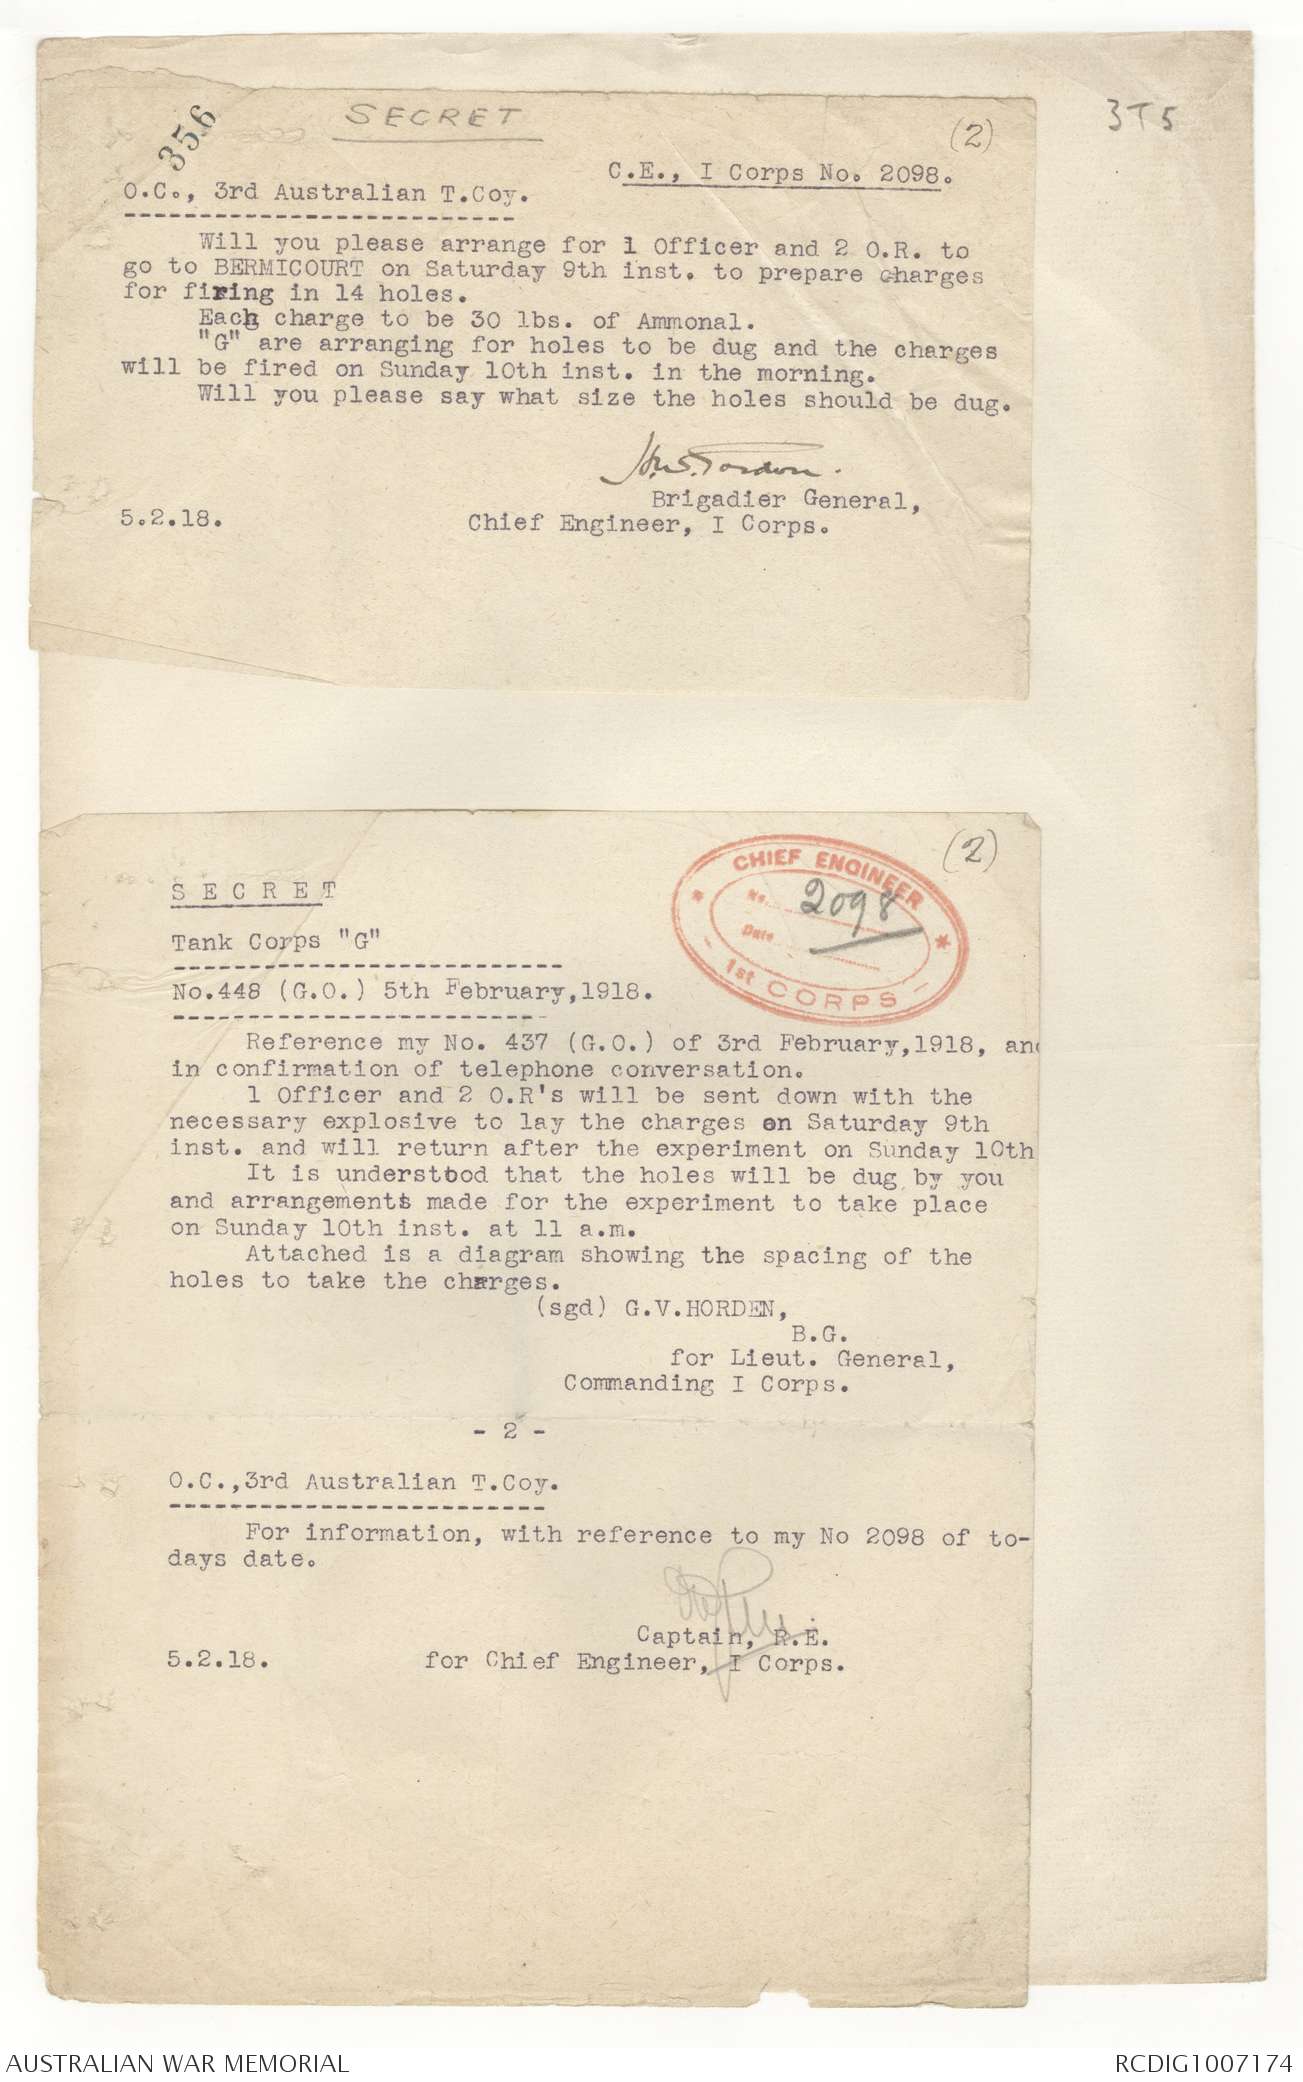 3T5
356
SECRET
(2)
C.E., I Corps No. 2098.
O.C., 3rd Australian T.Coy.
Will you please arrange for 1 Officer and 2 O.R. to
go to BERMICOURT on Saturday 9th inst. to prepare charges
for firing in 14 holes.
Each charge to be 30 lbs. of Ammonal.
"G" are arranging for holes to be dug and the charges
will be fired on Sunday 10th inst. in the morning.
Will you please say what size the holes should be dug.
Gordon.
Brigadier General,
5.2.18. Chief Engineer, I Corps.
(2)
CHIEF ENGINEER
No. 2098
Date
1st CORPS
S E C R E T
Tank Corps "G"
No.448 (G.O.) 5th February,1918.
Reference my No. 437 (G.O.) of 3rd February,1918, and
in confirmation of telephone conversation.
1 Officer and 2 O.R's will be sent down with the
necessary explosive to lay the charges on Saturday 9th
inst. and will return after the experiment on Sunday 10th
It is understood that the holes will be dug by you
and arrangements made for the experiment to take place
on Sunday 10th inst. at 11 a.m.
Attached is a diagram showing the spacing of the
holes to take the charges.
(sgd) G.V.HORDEN,
B.G.
for Lieut. General,
Commanding I Corps.
- 2 -
O.C.,3rd Australian T.Coy.
For information, with reference to my No 2098 of to-
days date.
Captain, R.E.
5.2.18. for Chief Engineer, I Corps.
AUSTRALIAN WAR MEMORIAL RCDIG1007174